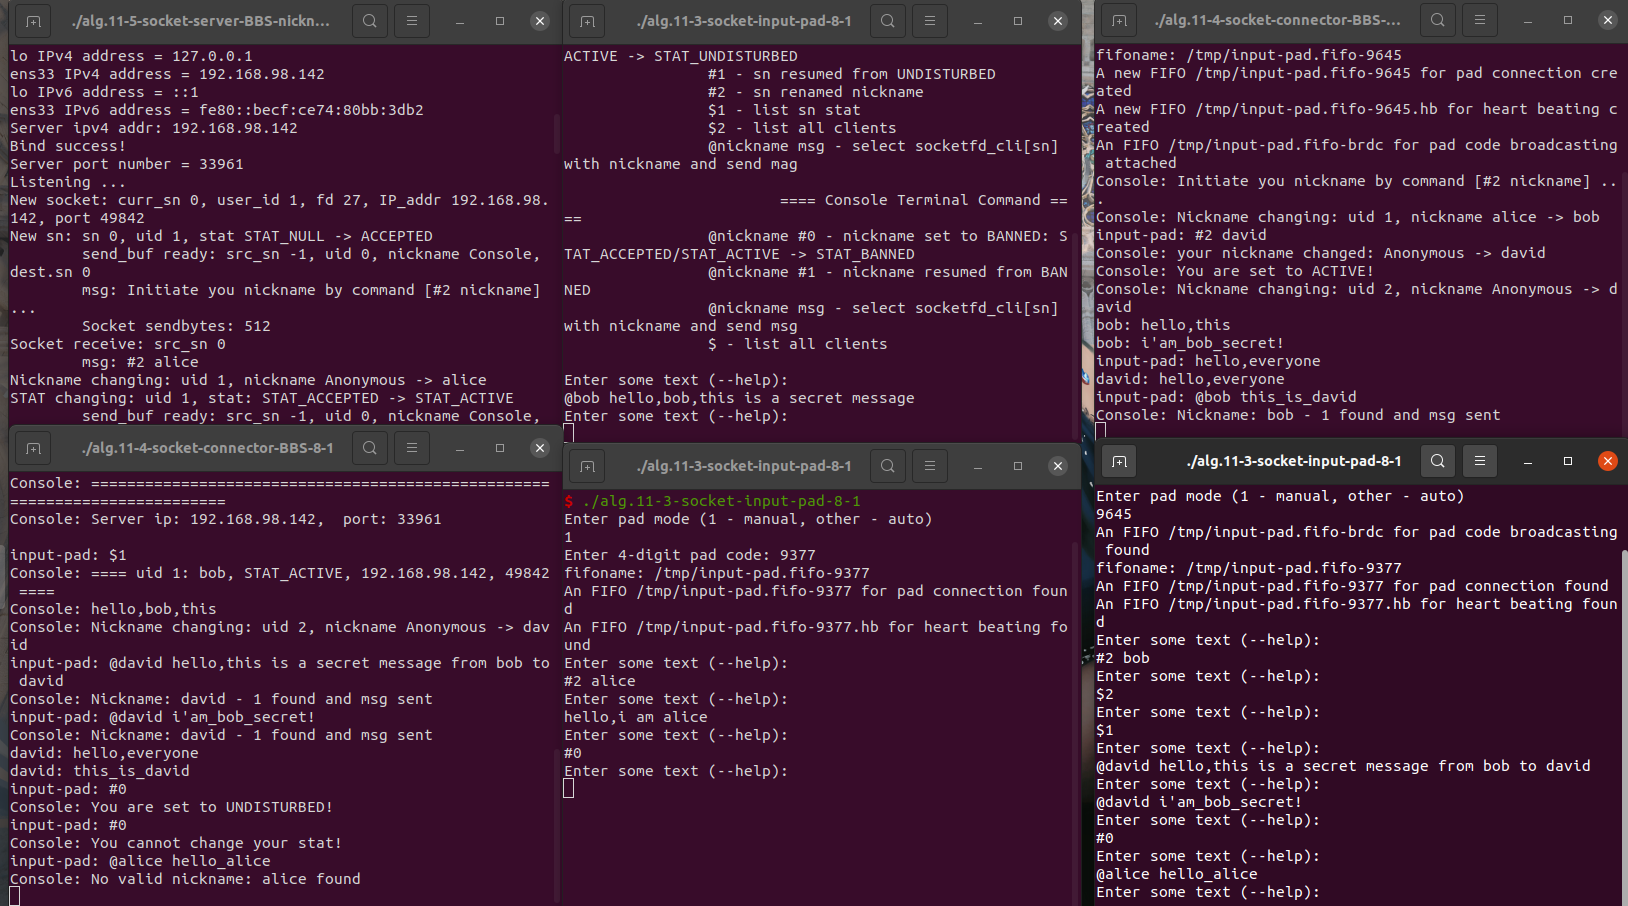 ./alg.11-5-socket-server-BBS-nickn...
lo IPv4 address = 127.0.0.1
ens33 IPv4 address = 192.168.98.142
lo IPv6 address = ::1
ens33 IPv6 address = fe80::becf:ce74:80bb:3db2
Server ipv4 addr: 192.168.98.142
Bind success!
Server port number = 33961
Listening ...
New socket: curr_sn 0, user_id 1, fd 27, IP_addr 192.168.98.
142, port 49842
New sn: sn 0, uid 1, stat STAT_NULL -> ACCEPTED
send_buf ready: src_sn -1, uid 0, nickname Console,
dest.sn 0
msg: Initiate you nickname by command [#2 nickname]
...
Socket sendbytes: 512
Socket receive: src_sn 0
msg: #2 alice
Nickname changing: uid 1, nickname Anonymous -> alice
STAT changing: uid 1, stat: STAT_ACCEPTED -> STAT_ACTIVE
send_buf ready: src_sn -1, uid 0, nickname Console,
./alg.11-3-socket-input-pad-8-1
ACTIVE -> STAT_UNDISTURBED
#1 - sn resumed from UNDISTURBED
#2 - sn renamed nickname
$1 - list sn stat
$2 - list all clients
@nickname msg - select socketfd_cli[sn]
with nickname and send mag
==== Console Terminal Command ==
==
@nickname #0 - nickname set to BANNED: S
TAT_ACCEPTED/STAT_ACTIVE -> STAT_BANNED
@nickname #1 - nickname resumed from BAN
NED
@nickname msg - select socketfd_cli[sn]
with nickname and send msg
$ - list all clients
Enter some text (--help):
@bob hello,bob,this is a secret message
Enter some text (--help):
./alg.11-4-socket-connector-BBS-...
fifoname: /tmp/input-pad.fifo-9645
A new FIFO /tmp/input-pad.fifo-9645 for pad connection cre
ated
A new FIFO /tmp/input-pad.fifo-9645.hb for heart beating c
reated
An FIFO /tmp/input-pad.fifo-brdc for pad code broadcasting
attached
Console: Initiate you nickname by command [#2 nickname] ..
.
Console: Nickname changing: uid 1, nickname alice -> bob
input-pad: #2 david
Console: your nickname changed: Anonymous -> david
Console: You are set to ACTIVE!
Console: Nickname changing: uid 2, nickname Anonymous -> d
avid
bob: hello,this
bob: i'am_bob_secret!
input-pad: hello,everyone
david: hello,everyone
input-pad: @bob this_is_david
Console: Nickname: bob - 1 found and msg sent
./alg.11-4-socket-connector-BBS-8-1
Console: ===================================================
========================
Console: Server ip: 192.168.98.142,  port: 33961
input-pad: $1
Console: ==== uid 1: bob, STAT_ACTIVE, 192.168.98.142, 49842
====
Console: hello,bob,this
Console: Nickname changing: uid 2, nickname Anonymous -> dav
id
input-pad: @david hello,this is a secret message from bob to
david
Console: Nickname: david - 1 found and msg sent
input-pad: @david i'am_bob_secret!
Console: Nickname: david - 1 found and msg sent
david: hello,everyone
david: this_is_david
input-pad: #0
Console: You are set to UNDISTURBED!
input-pad: #0
Console: You cannot change your stat!
input-pad: @alice hello_alice
Console: No valid nickname: alice found
./alg.11-3-socket-input-pad-8-1
$ ./alg.11-3-socket-input-pad-8-1
Enter pad mode (1 - manual, other - auto)
1
Enter 4-digit pad code: 9377
fifoname: /tmp/input-pad.fifo-9377
An FIFO /tmp/input-pad.fifo-9377 for pad connection foun
d
An FIFO /tmp/input-pad.fifo-9377.hb for heart beating fo
und
Enter some text (--help):
#2 alice
Enter some text (--help):
hello,i am alice
Enter some text (--help):
#0
Enter some text (--help):
./alg.11-3-socket-input-pad-8-1
Enter pad mode (1 - manual, other - auto)
9645
An FIFO /tmp/input-pad.fifo-brdc for pad code broadcasting
found
fifoname: /tmp/input-pad.fifo-9377
An FIFO /tmp/input-pad.fifo-9377 for pad connection found
An FIFO /tmp/input-pad.fifo-9377.hb for heart beating foun
d
Enter some text (--help):
#2 bob
Enter some text (--help):
$2
Enter some text (--help):
$1
Enter some text (--help):
@david hello,this is a secret message from bob to david
Enter some text (--help):
@david i'am_bob_secret!
Enter some text (--help):
#0
Enter some text (--help):
@alice hello_alice
Enter some text (--help):